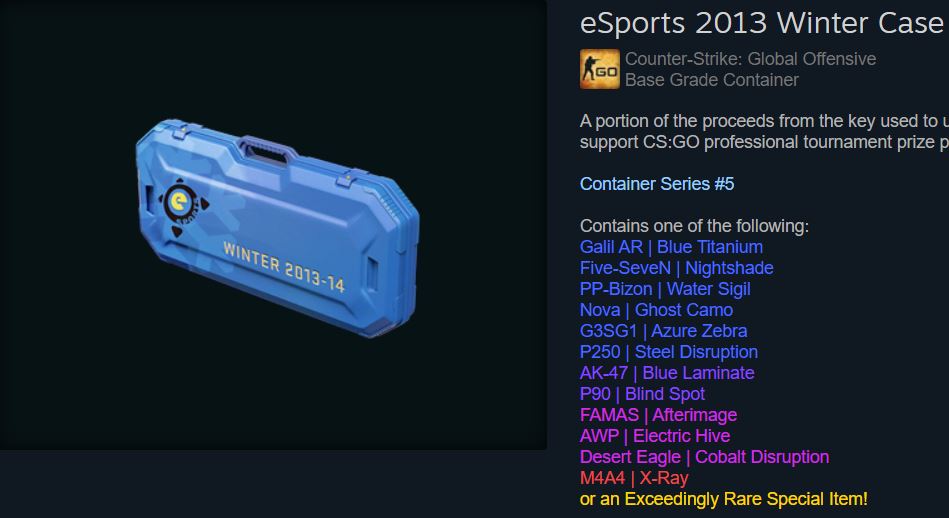 eSports 2013 Winter Case
GO
Counter-Strike: Global Offensive
Base Grade Container
A portion of the proceeds from the key used to
support CS:GO professional tournament prize
Container Series #5
Contains one of the following:
Galil AR | Blue Titanium
Five-SeveN | Nightshade
PP-Bizon | Water Sigil
Nova | Ghost Camo
G3SG1 | Azure Zebra
P250 | Steel Disruption
AK-47 | Blue Laminate
P90 | Blind Spot
FAMAS | Afterimage
AWP | Electric Hive
Desert Eagle | Cobalt Disruption
M4A4 | X-Ray
or an Exceedingly Rare Special Item!
e
SPORTS
WINTER 2013-14